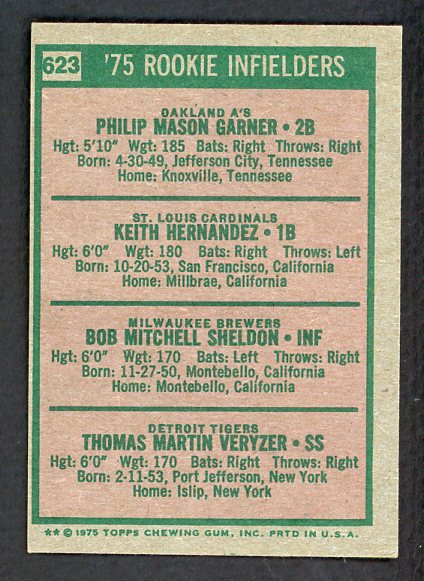 623
'75 ROOKIE INFIELDERS
OAKLAND A'S
PHILIP MASON GARNER • 2B
Hgt: 5'10" Wgt: 185 Bats: Right Throws: Right
Born: 4-30-49, Jefferson City, Tennessee
Home: Knoxville, Tennessee
ST. LOUIS CARDINALS
KEITH HERNANDEZ • 1B
Hgt: 6'0" Wgt: 180 Bats: Right Throws: Left
Born: 10-20-53, San Francisco, California
Home: Millbrae, California
MILWAUKEE BREWERS
BOB MITCHELL SHELDON • INF
Hgt: 6'0" Wgt: 170 Bats: Left Throws: Right
Born: 11-27-50, Montebello, California
Home: Montebello, California
DETROIT TIGERS
THOMAS MARTIN VERYZER • SS
Hgt: 6'0" Wgt: 170 Bats: Right Throws: Right
Born: 2-11-53, Port Jefferson, New York
Home: Islip, New York
** © 1975 TOPPS CHEWING GUM, INC. PRTD IN U.S.A.